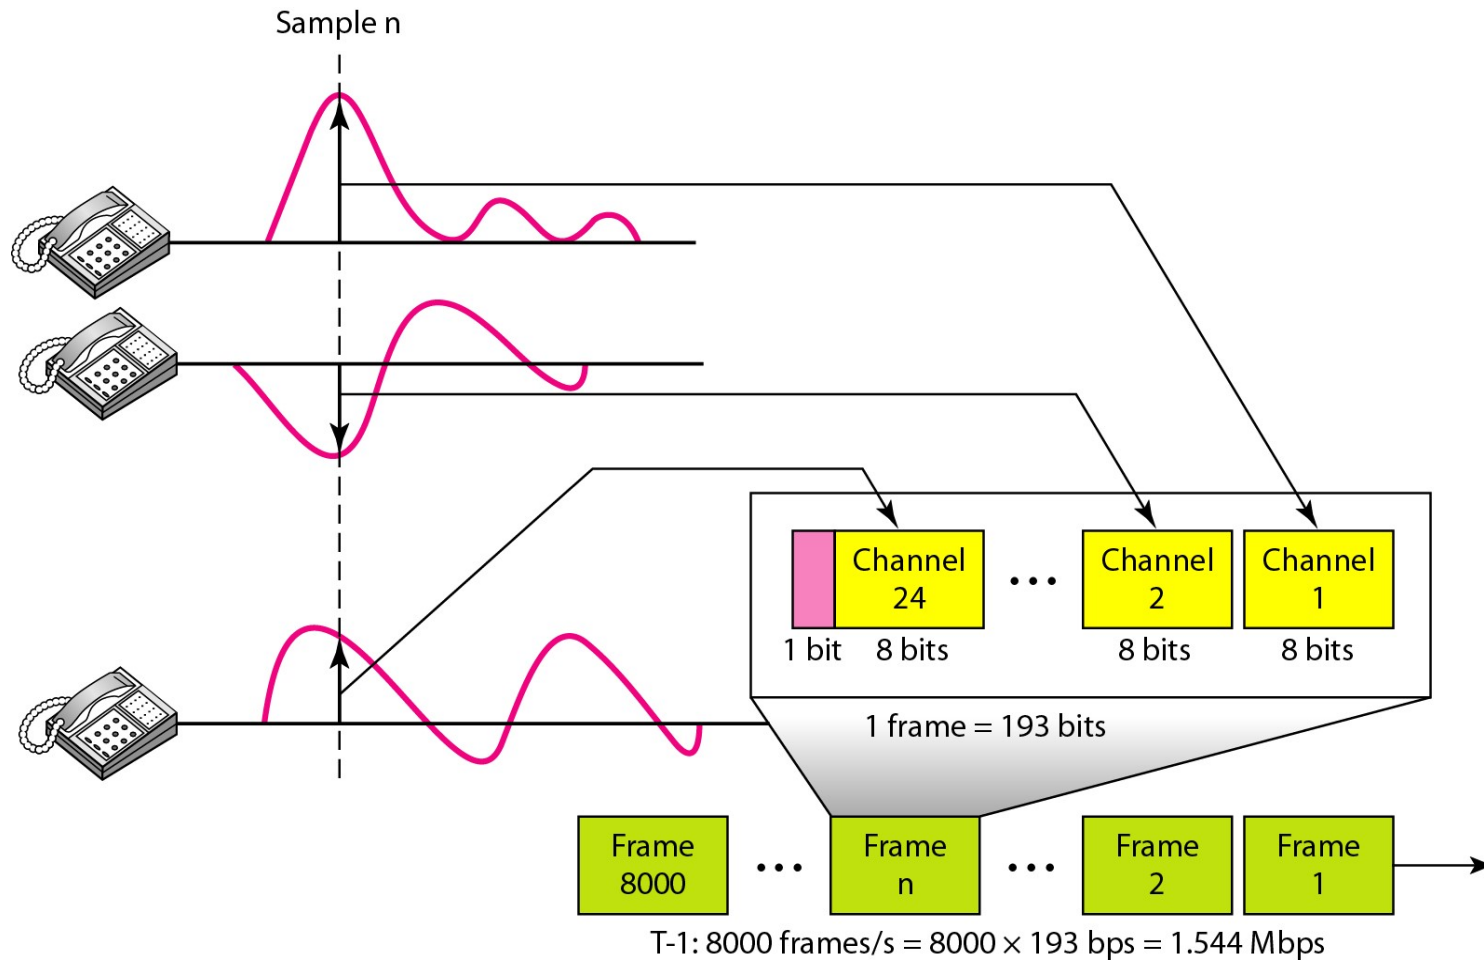 Sample n
Channel
24
...
Channel
2
Channel
1
1 bit
8 bits
8 bits
8 bits
1 frame = 193 bits
Frame
8000
...
Frame
n
...
Frame
2
Frame
1
T-1: 8000 frames/s = 8000 × 193 bps = 1.544 Mbps